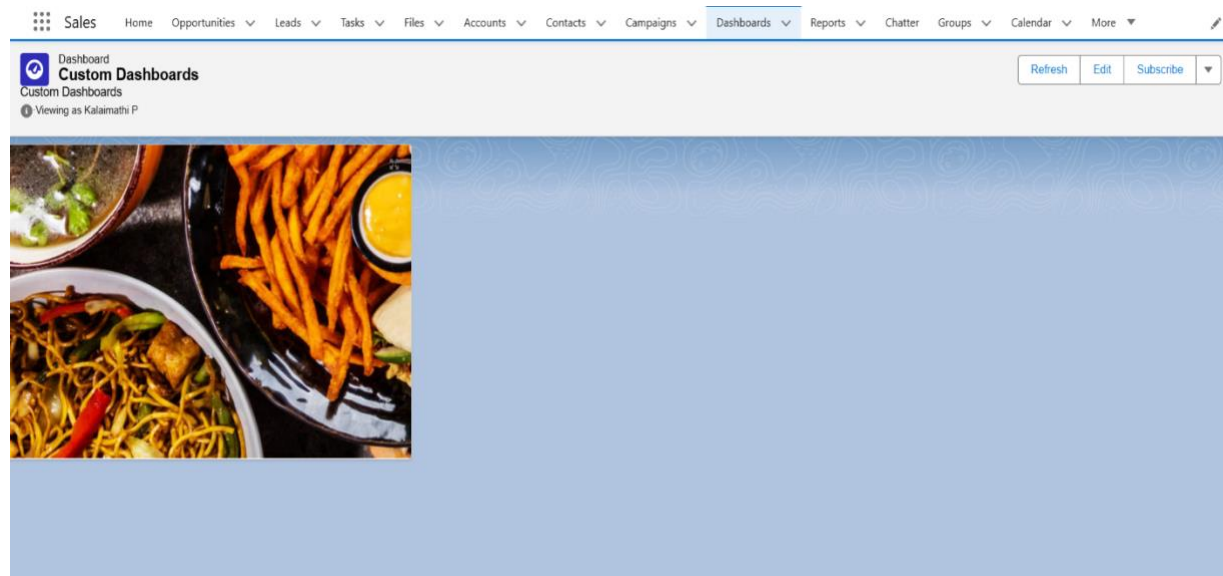 Sales Home Opportunities Leads Tasks Files Accounts Contacts Campaigns Dashboards Reports Chatter Groups Calendar More
Dashboard
Custom Dashboards
Custom Dashboards
Viewing as Kalaimathi P
Refresh Edit Subscribe